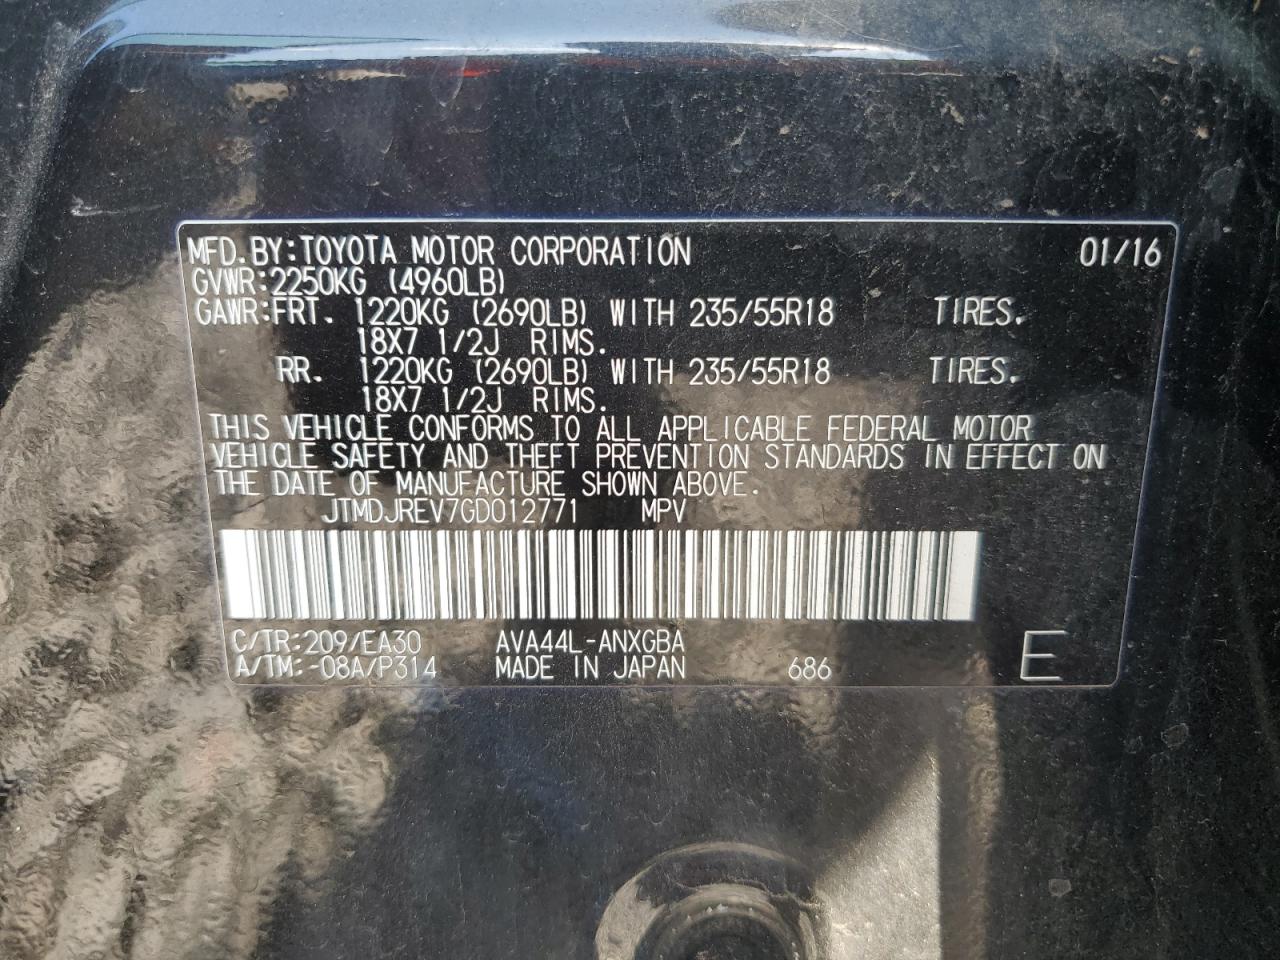 MFD.BY:TOYOTA MOTOR CORPORATION 01/16
GVWR:2250KG (4960LB)
GAWR:FRT. 1220KG (2690LB) WITH 235/55R18 TIRES.
18X7 1/2J RIMS.
RR. 1220KG (2690LB) WITH 235/55R18 TIRES.
18X7 1/2J RIMS.
THIS VEHICLE CONFORMS TO ALL APPLICABLE FEDERAL MOTOR
VEHICLE SAFETY AND THEFT PREVENTION STANDARDS IN EFFECT ON
THE DATE OF MANUFACTURE SHOWN ABOVE.
JTMDJREV7GD012771 MPV
C/TR:209/EA30 AVA44L-ANXGBA
A/TM:-08A/P314 MADE IN JAPAN 686 E